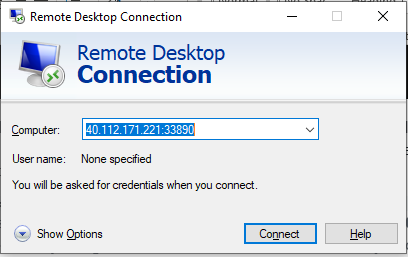 Remote Desktop Connection
Remote Desktop
Connection
Computer:
40.112.171.221:33890
User name: None specified
You will be asked for credentials when you connect.
Show Options
Connect
Help